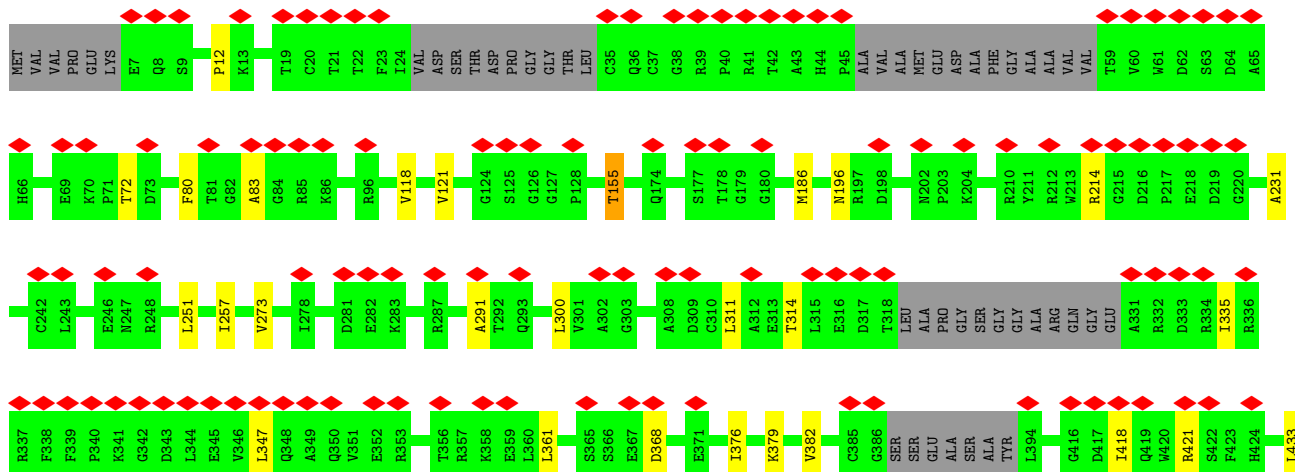 MET VAL VAL PRO GLU LYS E7 Q8 S9 P12 K13 T19 C20 T21 T22 F23 I24 VAL ASP SER THR ASP PRO GLY GLY THR LEU C35 Q36 C37 G38 R39 P40 R41 T42 A43 H44 P45 ALA VAL ALA MET GLU ASP ALA PHE GLY ALA ALA VAL VAL T59 V60 W61 D62 S63 D64 A65
H66 E69 K70 P71 T72 D73 F80 T81 G82 A83 G84 R85 K86 R96 V118 V121 G124 S125 G126 G127 P128 T155 Q174 S177 T178 G179 G180 M186 N196 R197 D198 N202 P203 K204 R210 Y211 R212 W213 R214 G215 D216 P217 E218 D219 G220 A231
C242 L243 E246 N247 R248 L251 I257 V273 I278 D281 E282 K283 R287 A291 T292 Q293 L300 V301 A302 G303 A308 D309 C310 L311 A312 E313 T314 L315 E316 D317 T318 LEU ALA PRO GLY SER GLY GLY ALA ARG GLN GLY GLU A331 R332 D333 R334 I335 R336
R337 F338 F339 P340 K341 G342 D343 L344 E345 V346 L347 Q348 A349 Q350 V351 E352 R353 T356 R357 K358 E359 L360 L361 S365 S366 E367 D368 E371 I376 K379 V382 C385 G386 SER SER GLU ALA SER ALA TYR L394 G416 D417 I418 Q419 W420 R421 S422 F423 H424 L433